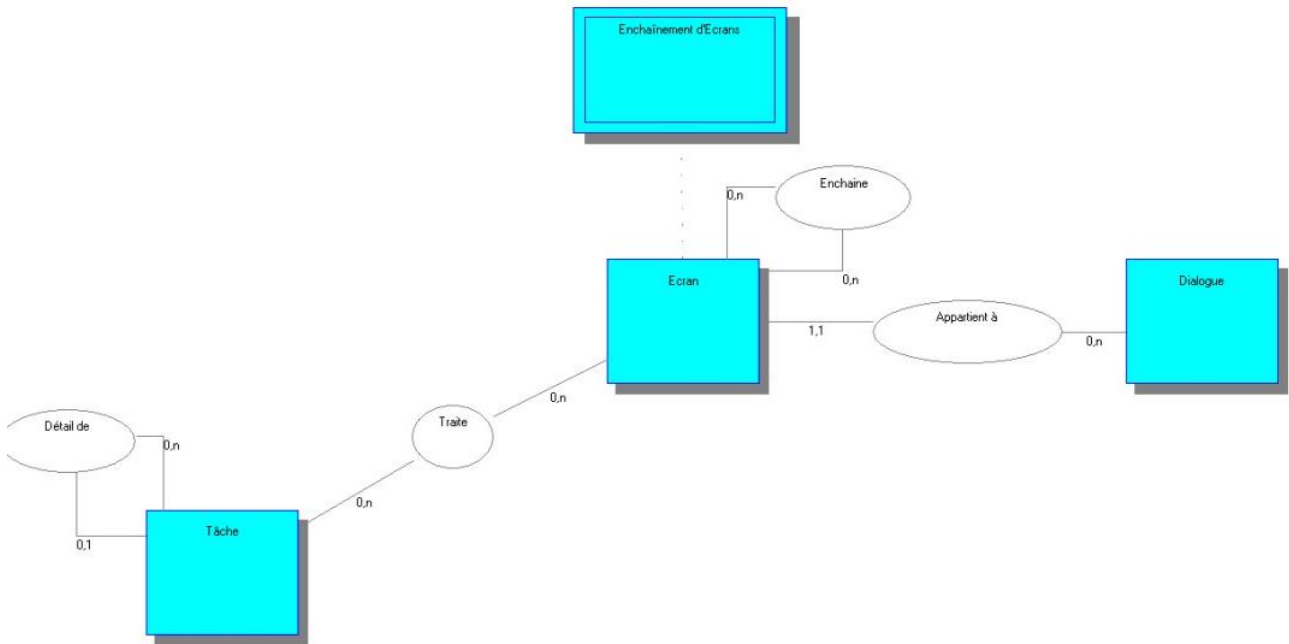 Enchaînement d'Ecrans
Enchaine
0,n
0,n
Ecran
Dialogue
Appartient à
1,1
0,n
0,n
Traite
Détail de
0,n
0,n
Tâche
0,1